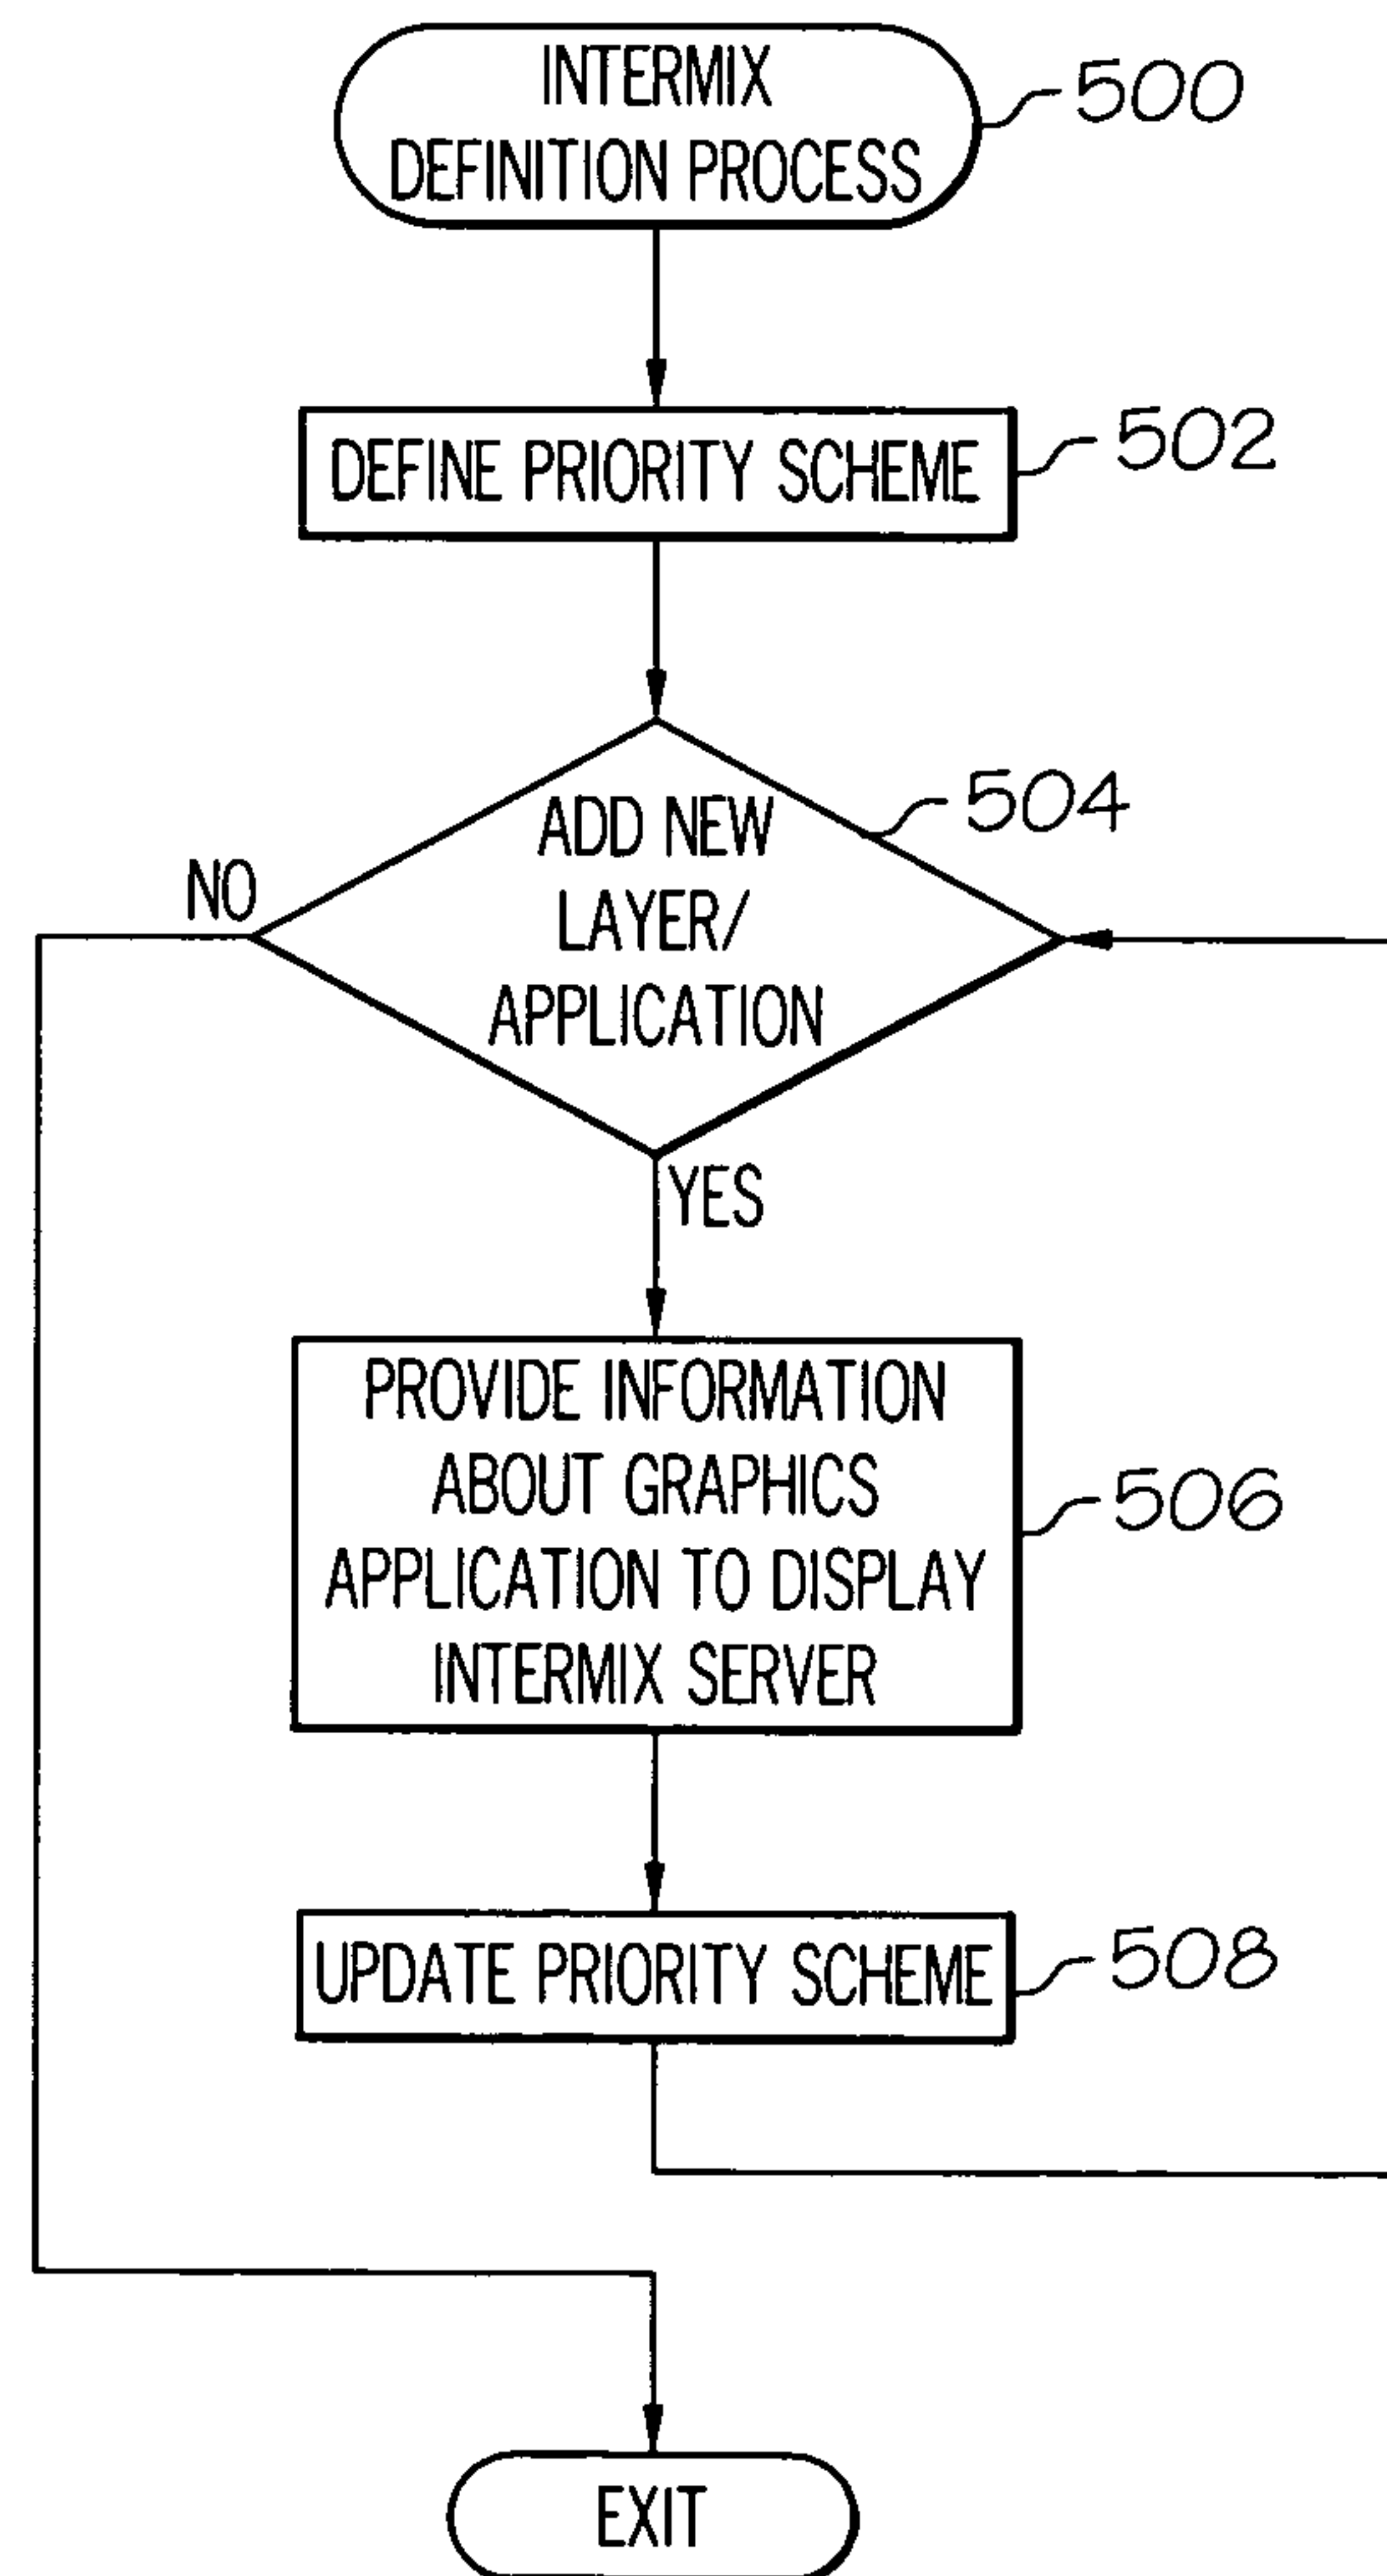 INTERMIX
DEFINITION PROCESS
500
DEFINE PRIORITY SCHEME
502
ADD NEW
LAYER/
APPLICATION
504
NO
YES
PROVIDE INFORMATION
ABOUT GRAPHICS
APPLICATION TO DISPLAY
INTERMIX SERVER
506
UPDATE PRIORITY SCHEME
508
EXIT